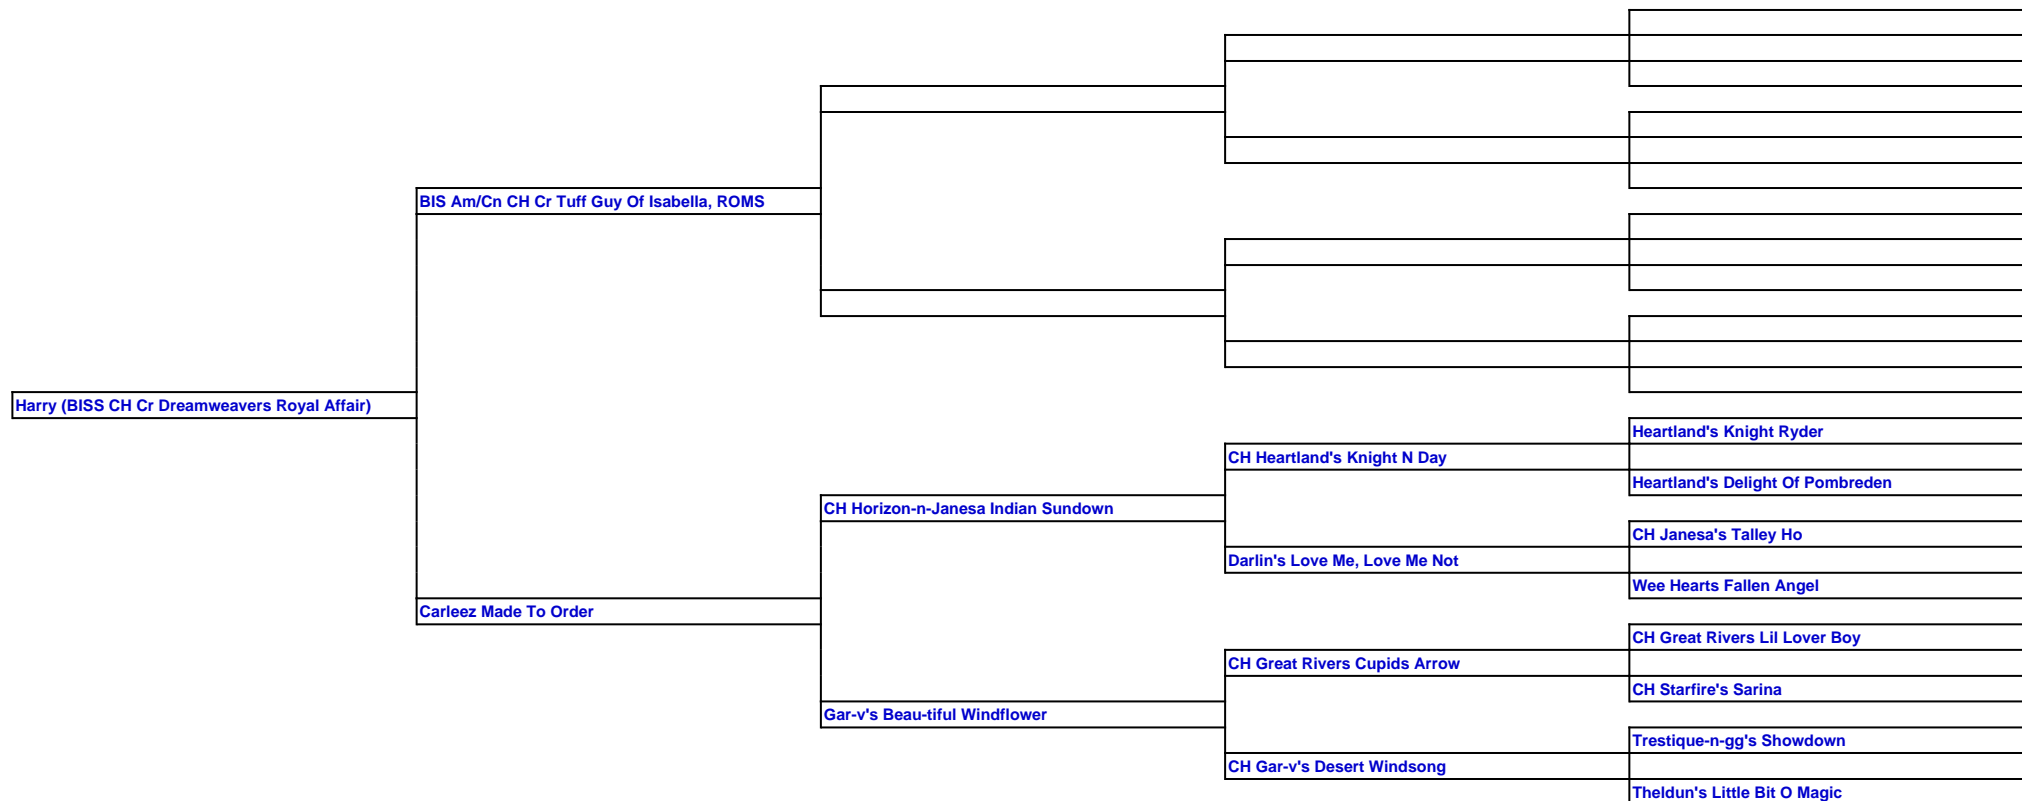 BIS Am/Cn CH Cr Tuff Guy Of Isabella, ROMS
Harry (BISS CH Cr Dreamweavers Royal Affair)
Heartland's Knight Ryder
CH Heartland's Knight N Day
Heartland's Delight Of Pombreden
CH Horizon-n-Janesa Indian Sundown
CH Janesa's Talley Ho
Darlin's Love Me, Love Me Not
Wee Hearts Fallen Angel
Carleez Made To Order
CH Great Rivers Lil Lover Boy
CH Great Rivers Cupids Arrow
CH Starfire's Sarina
Gar-v's Beau-tiful Windflower
Trestique-n-gg's Showdown
CH Gar-v's Desert Windsong
Theldun's Little Bit O Magic